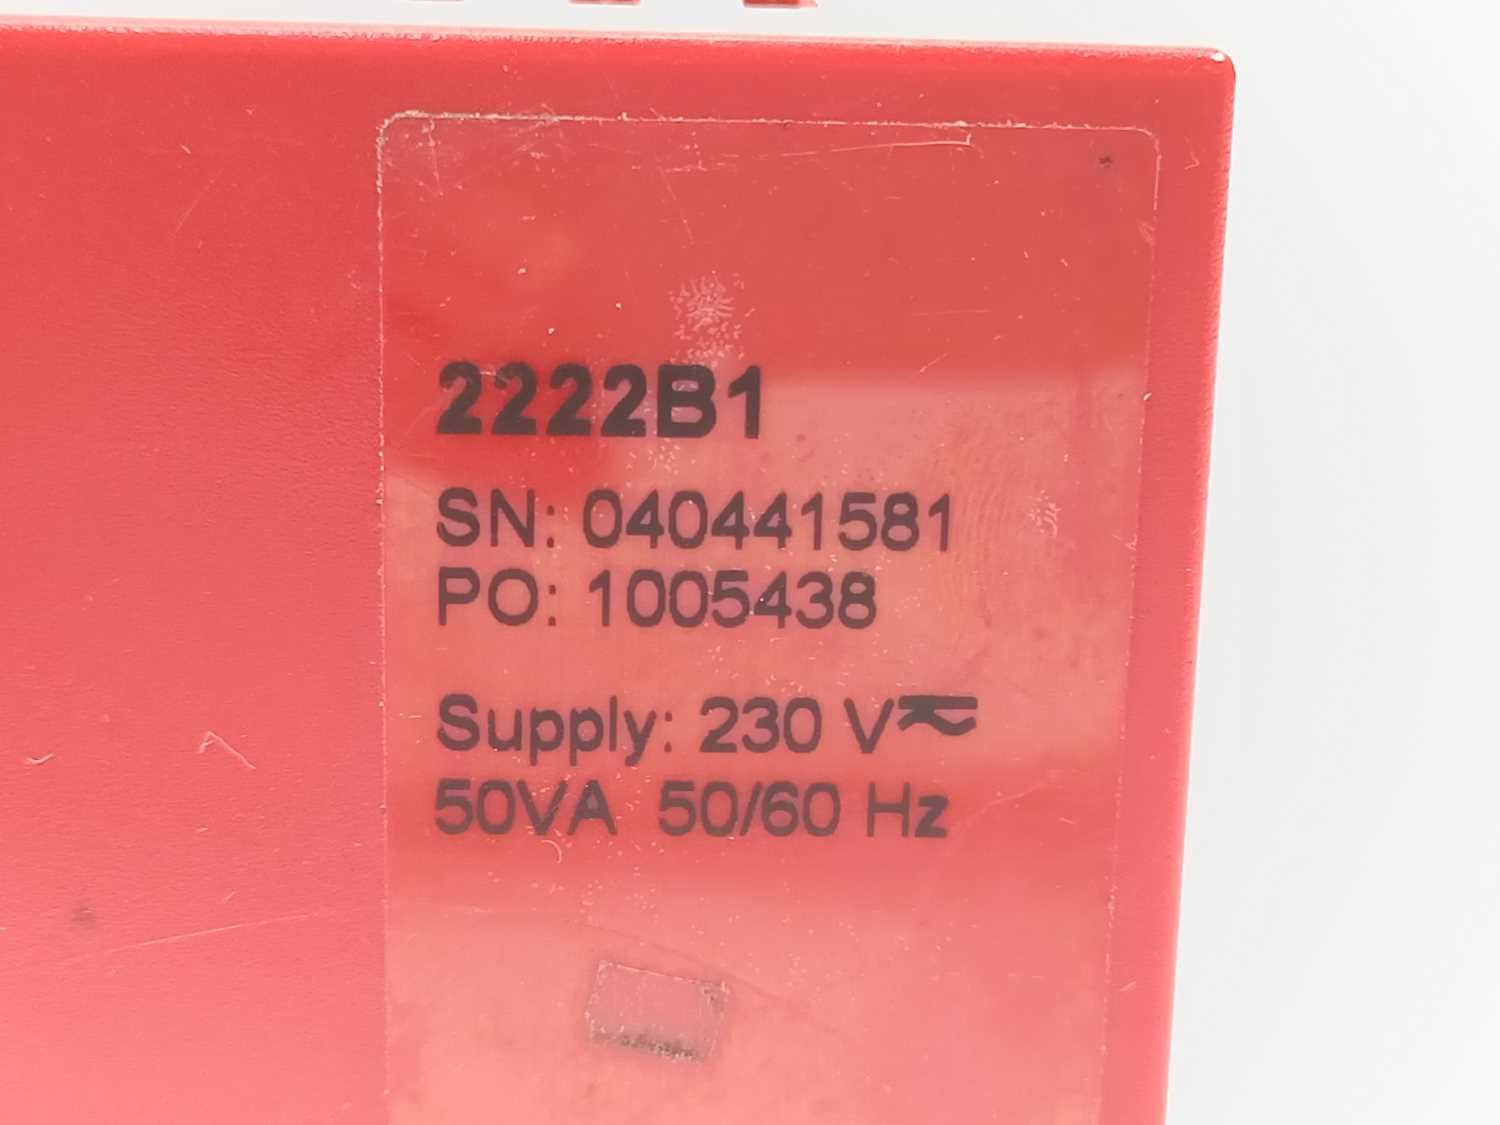 2222B1
SN: 040441581
PO: 1005438
Supply: 230 V⏦
50VA 50/60 Hz